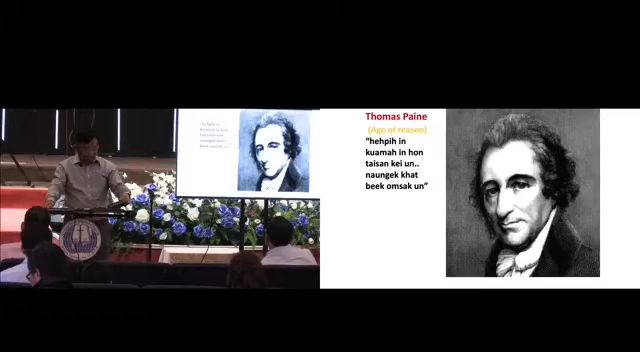 Thomas Paine
(Age of reason)
"hehpih in
kuamah in hon
taisan kei un..
naungek khat
beek omsak un"